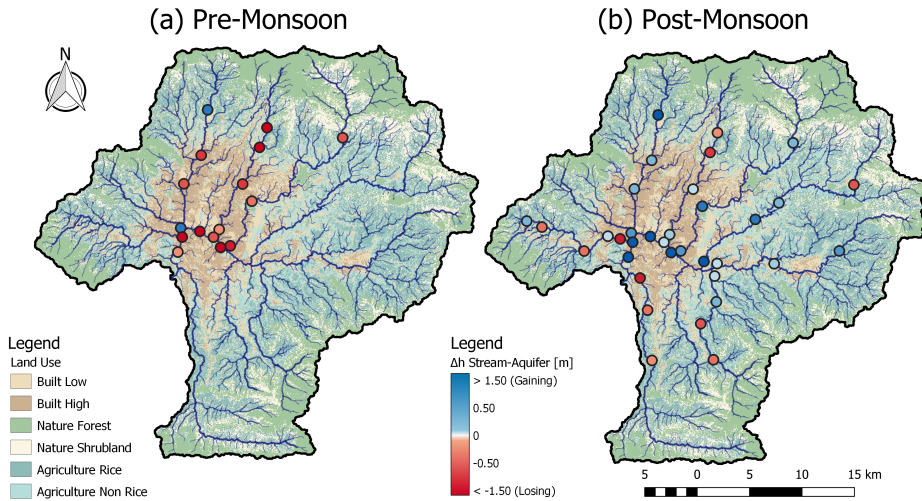 (a) Pre-Monsoon
(b) Post-Monsoon
N
Legend
Land Use
Built Low
Built High
Nature Forest
Nature Shrubland
Agriculture Rice
Agriculture Non Rice
Legend
Δh Stream-Aquifer [m]
> 1.50 (Gaining)
0.50
0
-0.50
< -1.50 (Losing)
5 0 5 10 15 km